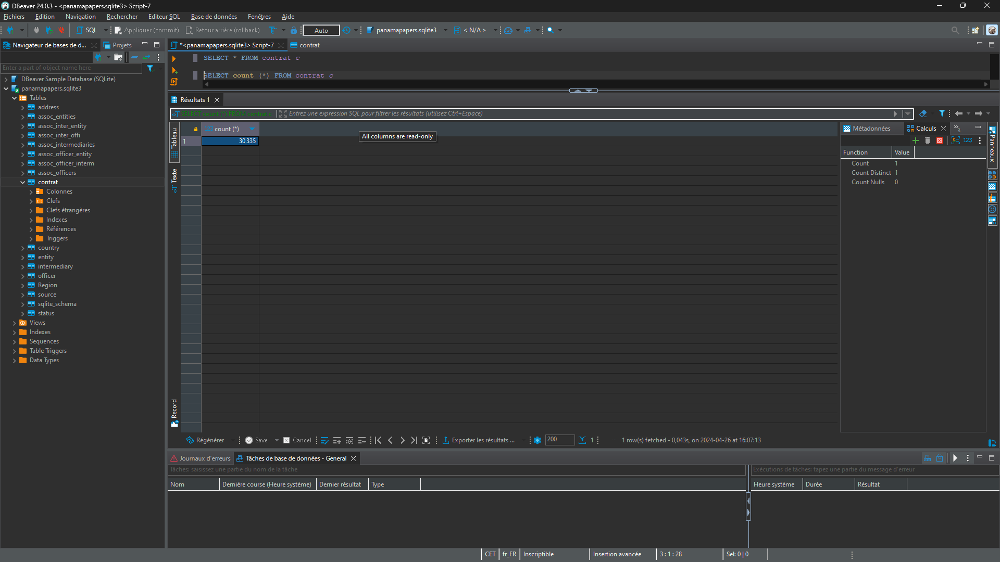 DBeaver 24.0.3 - <panamapapers.sqlite3> Script-7
Fichiers Edition Navigation Rechercher Editeur SQL Base de données Fenêtres Aide
SQL Appliquer (commit) Retour arrière (rollback) Auto panamapapers.sqlite3 < N/A >
Navigateur de bases de d... Projets
Enter a part of object name here
DBeaver Sample Database (SQLite)
panamapapers.sqlite3
Tables
address
assoc_entities
assoc_inter_entity
assoc_inter_offi
assoc_intermediaries
assoc_officer_entity
assoc_officer_interm
assoc_officers
contrat
Colonnes
Clefs
Clefs étrangères
Indexes
Références
Triggers
country
entity
intermediary
officer
Region
source
sqlite_schema
status
Views
Indexes
Sequences
Table Triggers
Data Types
*<panamapapers.sqlite3> Script-7 contrat
SELECT * FROM contrat c
SELECT count (*) FROM contrat c
Résultats 1
SELECT count (*) FROM contrat c Entrez une expression SQL pour filtrer les résultats (utilisez Ctrl+Espace)
Tableau
Texte
Record
123 count (*)
1 30 335
All columns are read-only
Métadonnées Calculs 3
123
Function Value
Count 1
Count Distinct 1
Count Nulls 0
Panneaux
Régénérer Save Cancel Exporter les résultats ... 200 1 1 row(s) fetched - 0,043s, on 2024-04-26 at 16:07:13
Journaux d'erreurs Tâches de base de données - General
Tâches: saisissez une partie du nom de la tâche
Nom Derniére course (Heure système) Dernier résultat Type
Exécutions de tâches: tapez une partie du message d'erreur
Heure système Durée Résultat
CET fr_FR Inscriptible Insertion avancée 3 : 1 : 28 Sel: 0 | 0